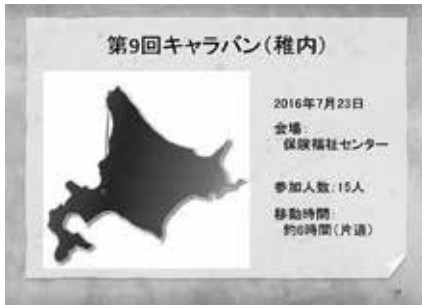 第9回キャラバン（稚内）
2016年7月23日
会場:
保険福祉センター
参加人数:15人
移動時間:
約6時間（片道）